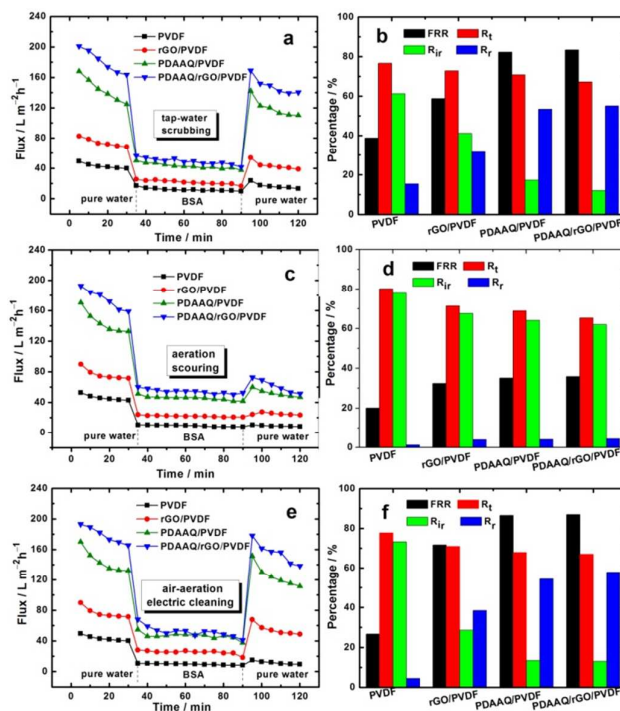 a
PVDF
rGO/PVDF
PDAAQ/PVDF
PDAAQ/rGO/PVDF
tap-water
scrubbing
Flux / L m⁻²h⁻¹
240
200
160
120
80
40
0
pure water
BSA
pure water
0 20 40 60 80 100 120
Time / min
b
FRR
Rt
Rir
Rr
Percentage / %
100
80
60
40
20
0
PVDF
rGO/PVDF
PDAAQ/PVDF
PDAAQ/rGO/PVDF
c
PVDF
rGO/PVDF
PDAAQ/PVDF
PDAAQ/rGO/PVDF
aeration
scouring
Flux / L m⁻²h⁻¹
240
200
160
120
80
40
0
pure water
BSA
pure water
0 20 40 60 80 100 120
Time / min
d
FRR
Rt
Rir
Rr
Percentage / %
100
80
60
40
20
0
PVDF
rGO/PVDF
PDAAQ/PVDF
PDAAQ/rGO/PVDF
e
PVDF
rGO/PVDF
PDAAQ/PVDF
PDAAQ/rGO/PVDF
air-aeration
electric cleaning
Flux / L m⁻²h⁻¹
240
200
160
120
80
40
0
pure water
BSA
pure water
0 20 40 60 80 100 120
Time / min
f
FRR
Rt
Rir
Rr
Percentage / %
100
80
60
40
20
0
PVDF
rGO/PVDF
PDAAQ/PVDF
PDAAQ/rGO/PVDF